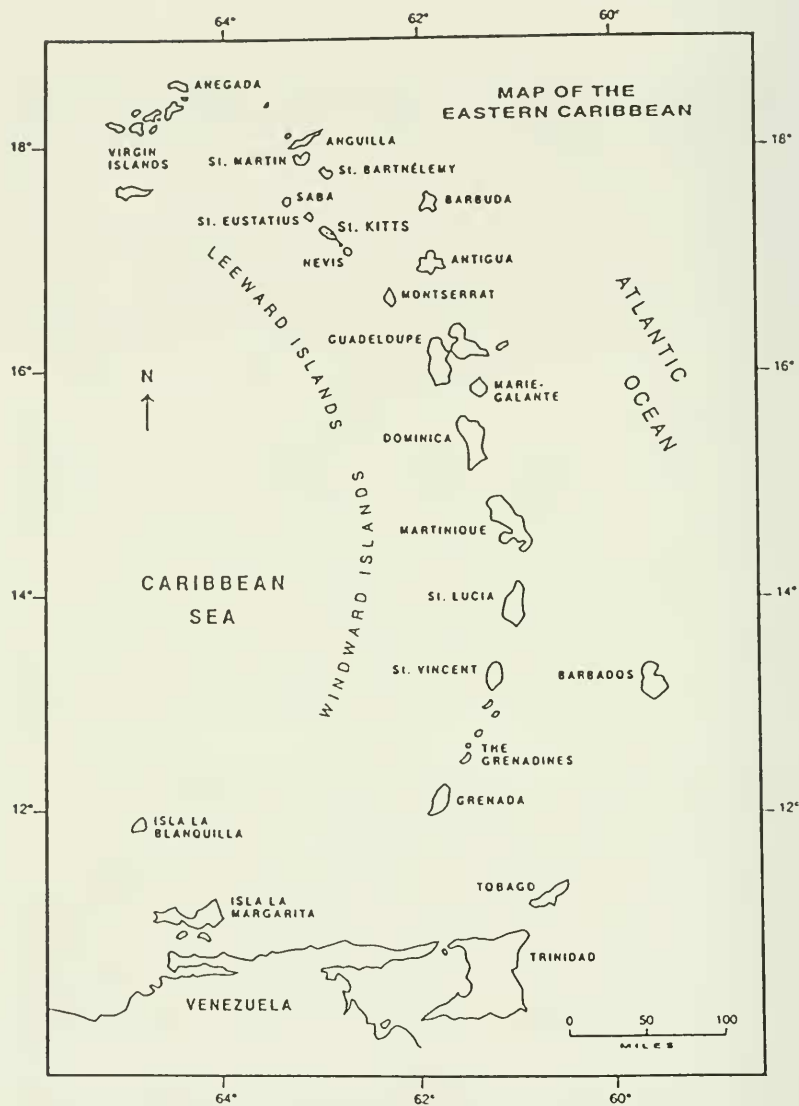 64°
62°
60°
ANEGADA
MAP OF THE
EASTERN CARIBBEAN
18°
18°
VIRGIN
ISLANDS
ANGUILLA
St. MARTIN
St. BARTNÉLEMY
SABA
BARBUDA
St. EUSTATIUS
St. KITTS
NEVIS
ANTIGUA
MONTSERRAT
LEEWARD ISLANDS
ATLANTIC
OCEAN
GUADELOUPE
16°
16°
N
MARIE-
GALANTE
DOMINICA
WINDWARD ISLANDS
MARTINIQUE
CARIBBEAN
SEA
14°
14°
St. LUCIA
St. VINCENT
BARBADOS
THE
GRENADINES
12°
12°
GRENADA
ISLA LA
BLANQUILLA
TOBAGO
ISLA LA
MARGARITA
TRINIDAD
VENEZUELA
0 50 100
MILES
64°
62°
60°